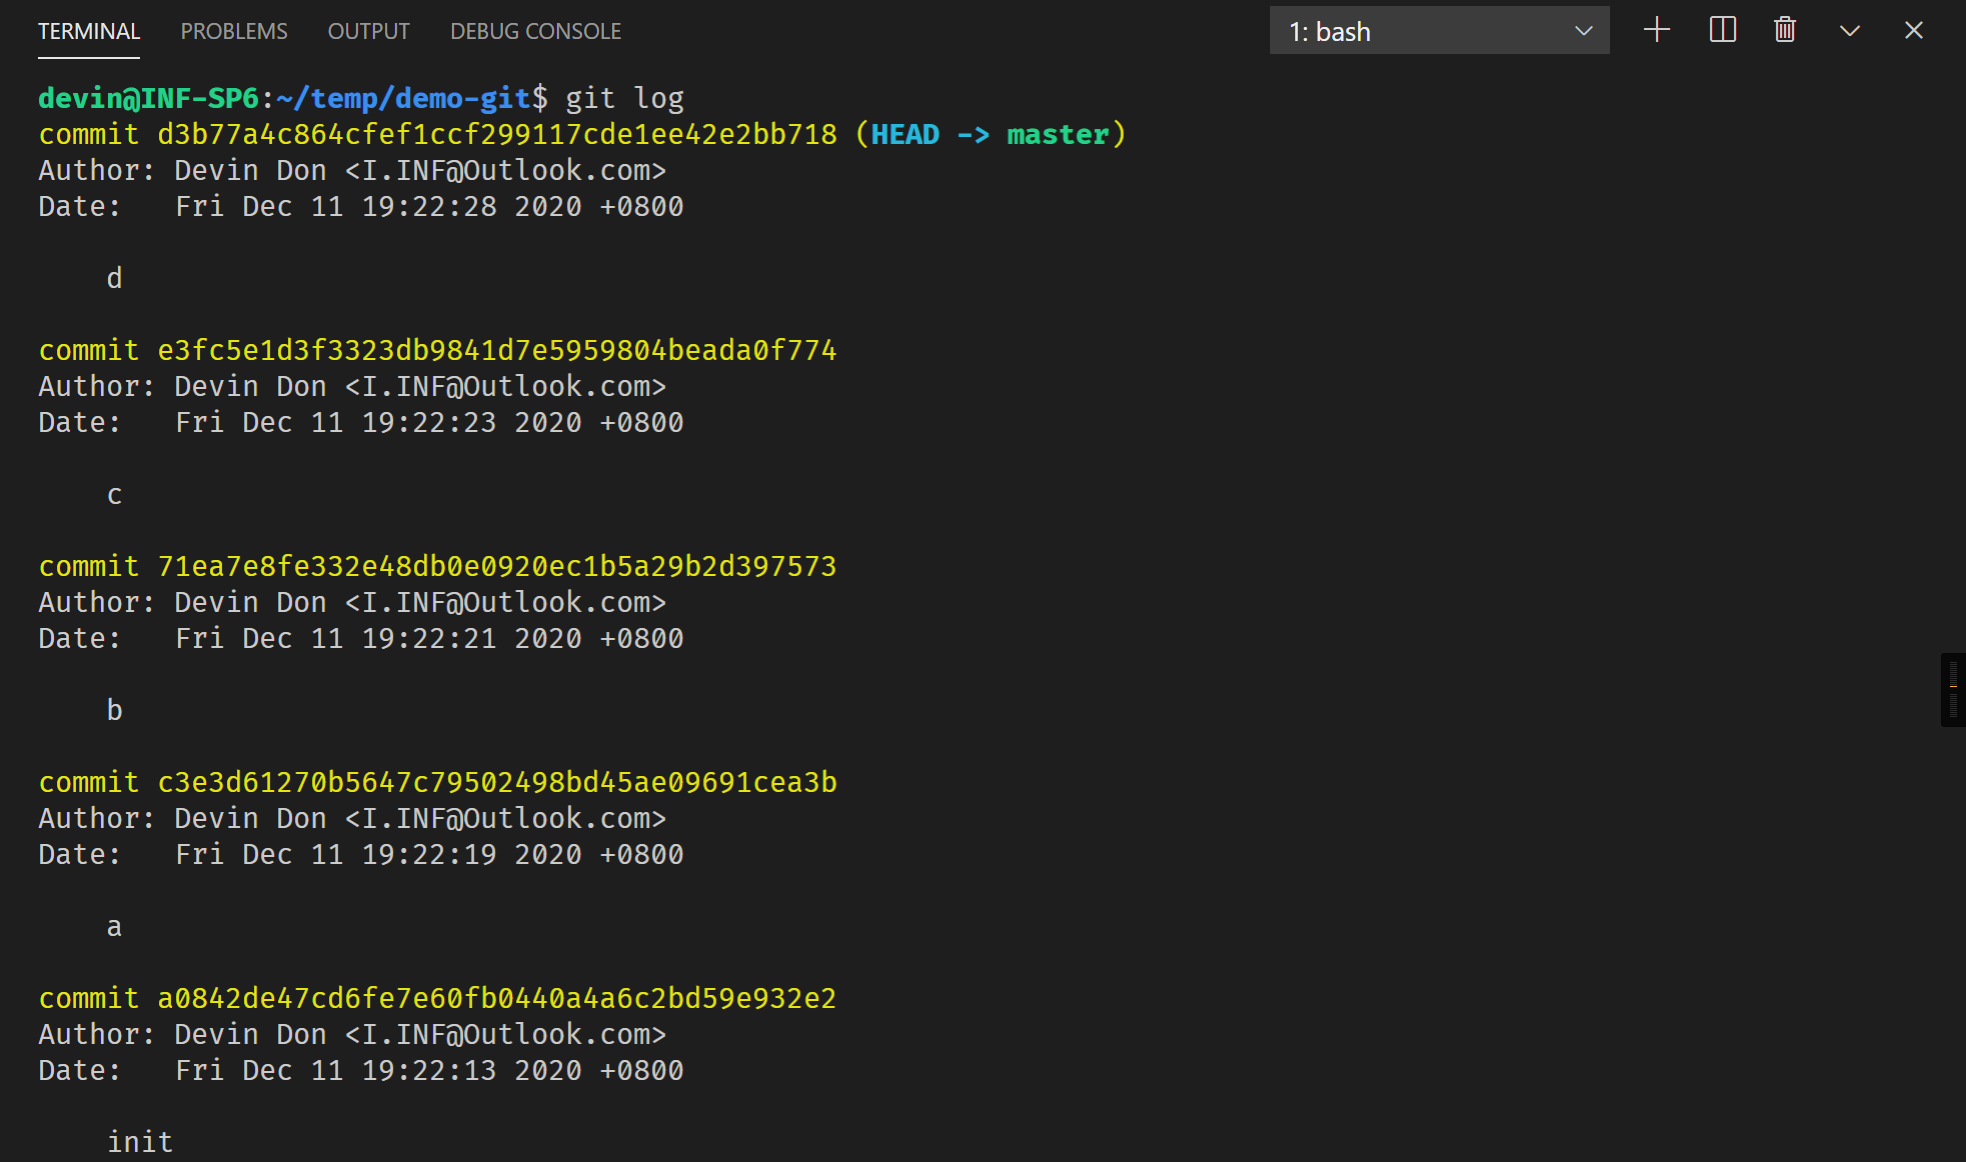 TERMINAL PROBLEMS OUTPUT DEBUG CONSOLE 1: bash
devin@INF-SP6:~/temp/demo-git$ git log
commit d3b77a4c864cfef1ccf299117cde1ee42e2bb718 (HEAD -> master)
Author: Devin Don <I.INF@Outlook.com>
Date:   Fri Dec 11 19:22:28 2020 +0800
    d
commit e3fc5e1d3f3323db9841d7e5959804beada0f774
Author: Devin Don <I.INF@Outlook.com>
Date:   Fri Dec 11 19:22:23 2020 +0800
    c
commit 71ea7e8fe332e48db0e0920ec1b5a29b2d397573
Author: Devin Don <I.INF@Outlook.com>
Date:   Fri Dec 11 19:22:21 2020 +0800
    b
commit c3e3d61270b5647c79502498bd45ae09691cea3b
Author: Devin Don <I.INF@Outlook.com>
Date:   Fri Dec 11 19:22:19 2020 +0800
    a
commit a0842de47cd6fe7e60fb0440a4a6c2bd59e932e2
Author: Devin Don <I.INF@Outlook.com>
Date:   Fri Dec 11 19:22:13 2020 +0800
    init